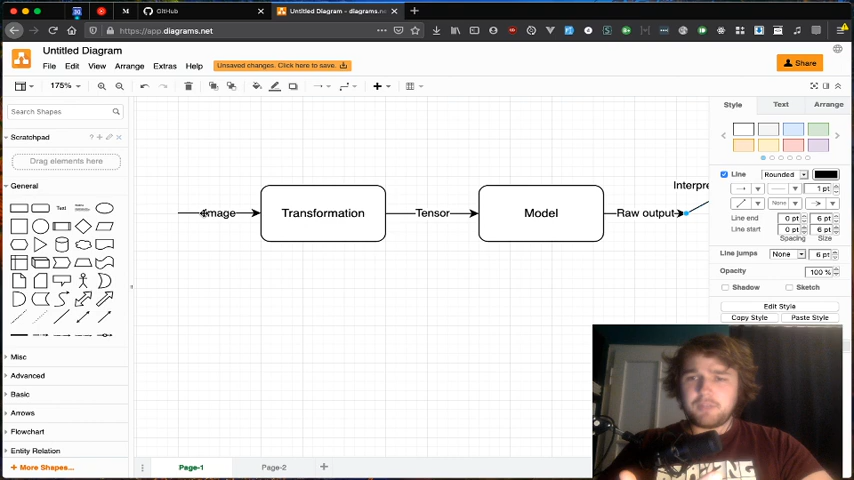 GitHub
Untitled Diagram - diagrams.net
https://app.diagrams.net
Untitled Diagram
File Edit View Arrange Extras Help
Unsaved changes. Click here to save.
Share
175%
Search Shapes
Scratchpad
Drag elements here
General
Text
Misc
Advanced
Basic
Arrows
Flowchart
Entity Relation
+ More Shapes...
Image
Transformation
Tensor
Model
Raw output
Interpre
Style Text Arrange
Line Rounded
1 pt
None
Line end 0 pt 6 pt
Line start 0 pt 6 pt
Spacing Size
Line jumps None 6 pt
Opacity 100 %
Shadow Sketch
Edit Style
Copy Style Paste Style
Page-1 Page-2